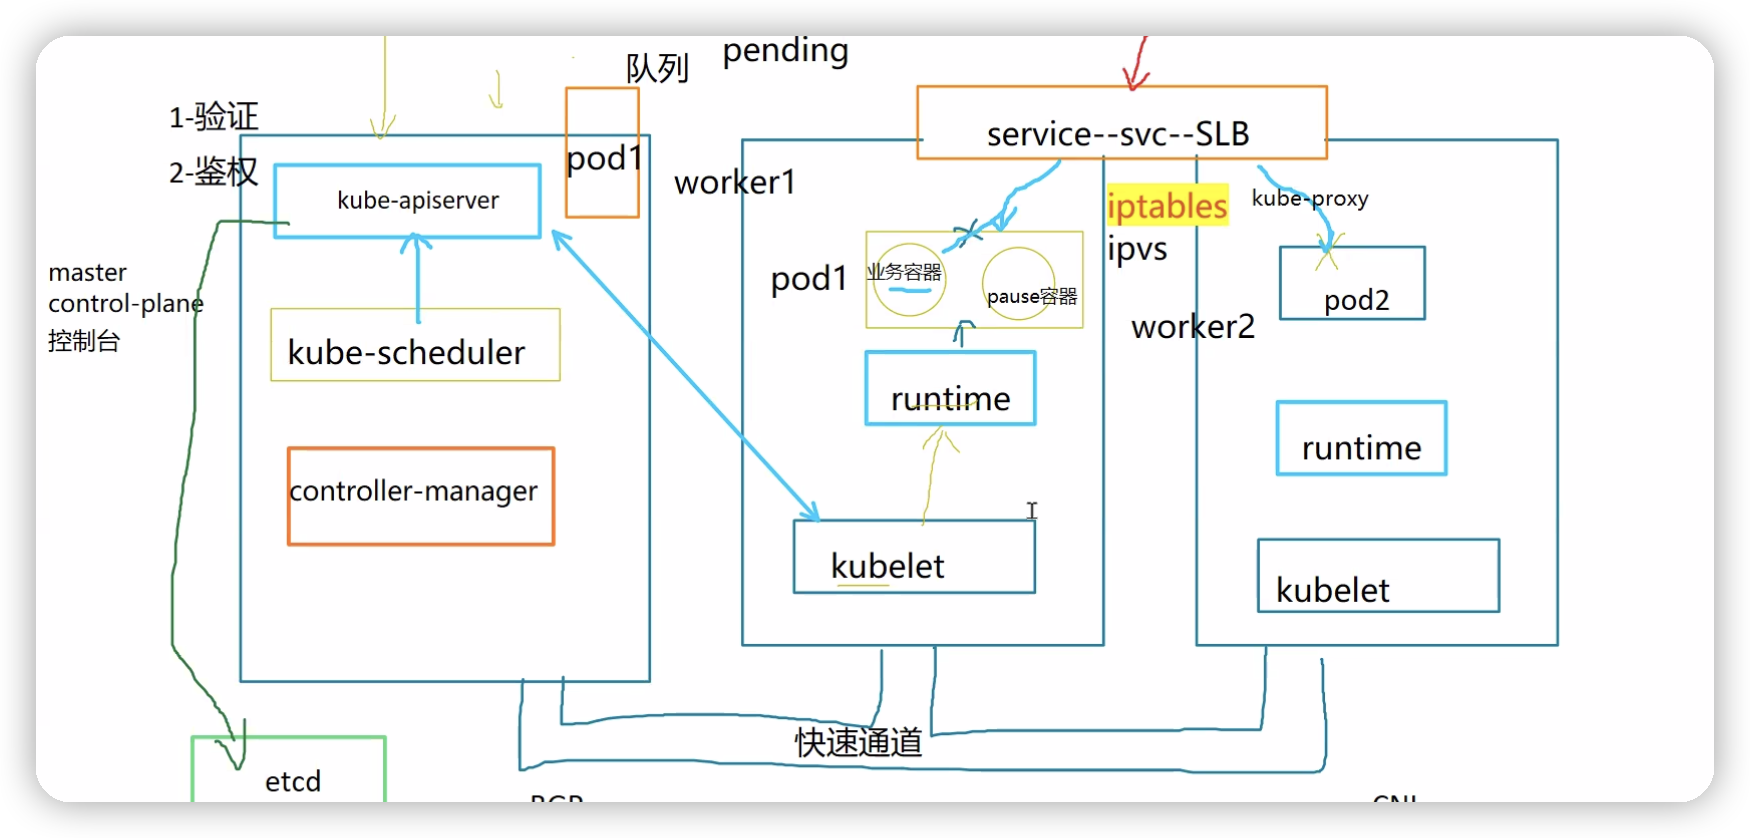 pending
队列
1-验证
2-鉴权
pod1
kube-apiserver
master
control-plane
控制台
kube-scheduler
controller-manager
etcd
service--svc--SLB
worker1
iptables
ipvs
kube-proxy
pod1
业务容器
pause容器
pod2
worker2
runtime
runtime
kubelet
kubelet
快速通道